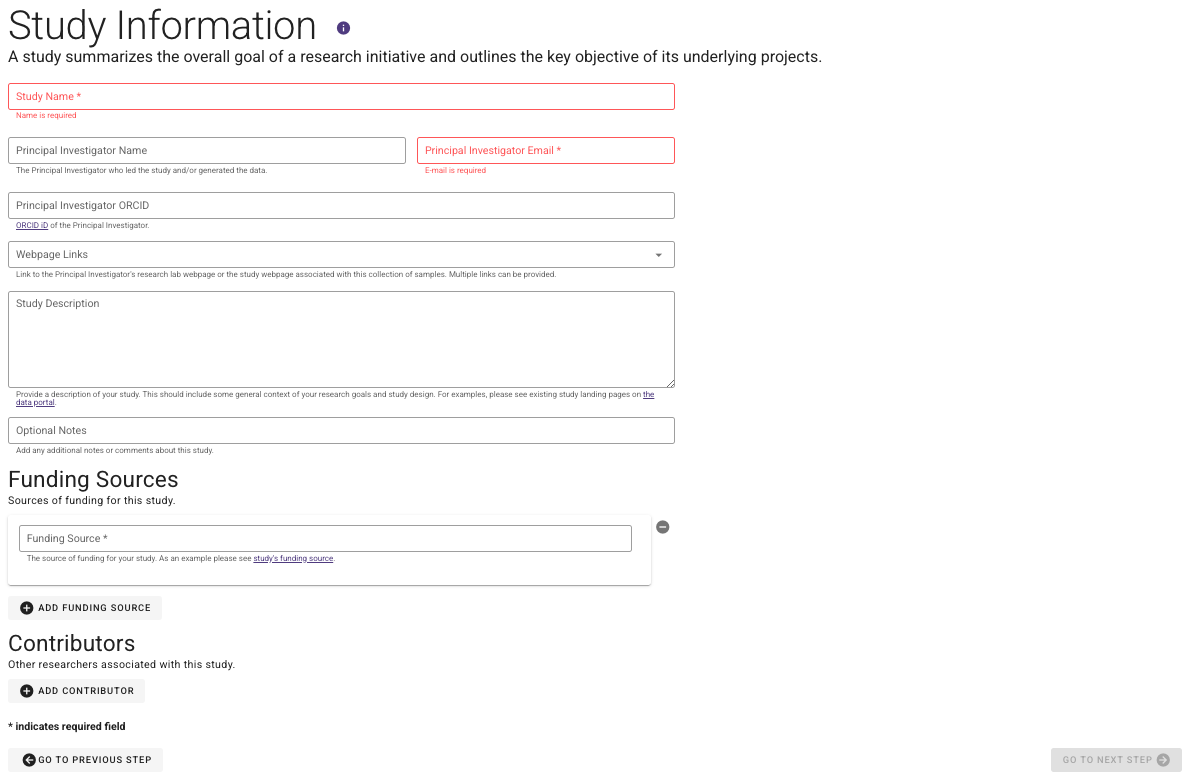 Study Information
A study summarizes the overall goal of a research initiative and outlines the key objective of its underlying projects.
Study Name *
Name is required
Principal Investigator Name
Principal Investigator Email *
The Principal Investigator who led the study and/or generated the data.
E-mail is required
Principal Investigator ORCID
ORCID iD of the Principal Investigator.
Webpage Links
Link to the Principal Investigator's research lab webpage or the study webpage associated with this collection of samples. Multiple links can be provided.
Study Description
Provide a description of your study. This should include some general context of your research goals and study design. For examples, please see existing study landing pages on the
data portal.
Optional Notes
Add any additional notes or comments about this study.
Funding Sources
Sources of funding for this study.
Funding Source *
The source of funding for your study. As an example please see study's funding source.
ADD FUNDING SOURCE
Contributors
Other researchers associated with this study.
ADD CONTRIBUTOR
* indicates required field
GO TO PREVIOUS STEP
GO TO NEXT STEP